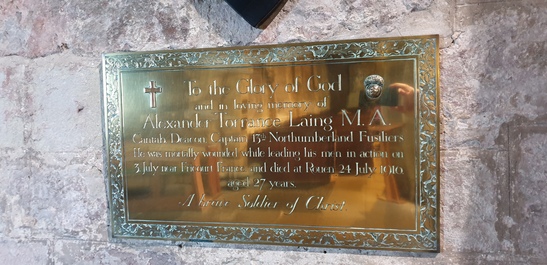 To the Glory of God
and in loving memory of
Alexander Torrance Laing M.A.
Cantab. Deacon. Captain 13th Northumberland Fusiliers
He was mortally wounded while leading his men in action on
3 July near Fricourt France and died at Rouen, 24 July 1916
aged 27 years.
A brave Soldier of Christ.